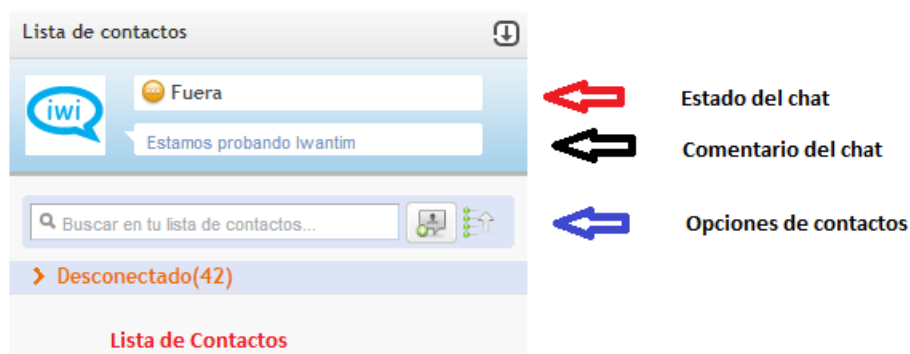 Lista de contactos
iwi
Fuera
Estado del chat
Estamos probando Iwantim
Comentario del chat
Buscar en tu lista de contactos...
Opciones de contactos
Desconectado(42)
Lista de Contactos